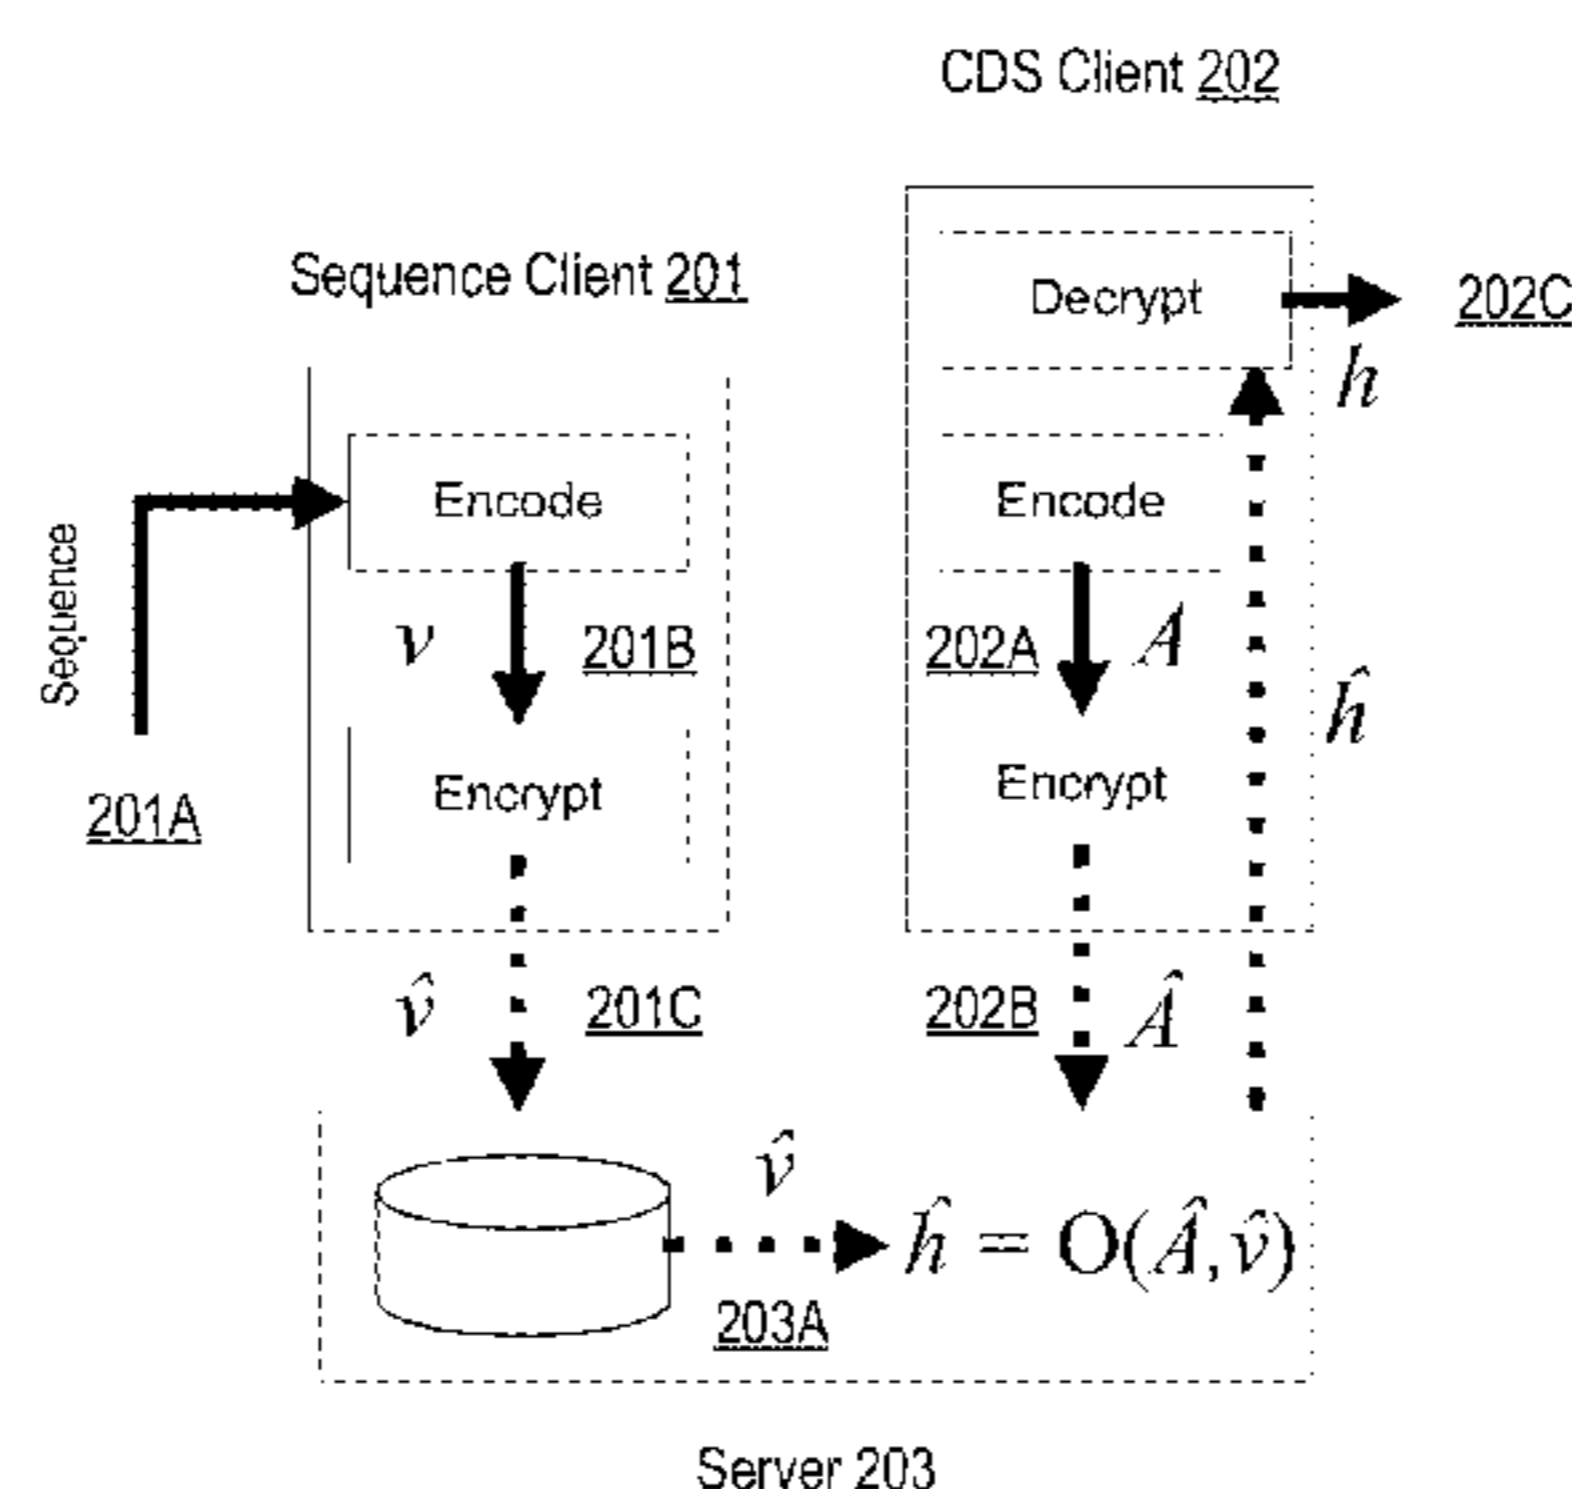 CDS Client 202
Sequence Client 201
Decrypt
202C
h
Encode
Encode
Sequence
v
201B
202A
A
ĥ
Encrypt
Encrypt
201A
v̂
201C
202B
Â
v̂
ĥ = O(Â, v̂)
203A
Server 203